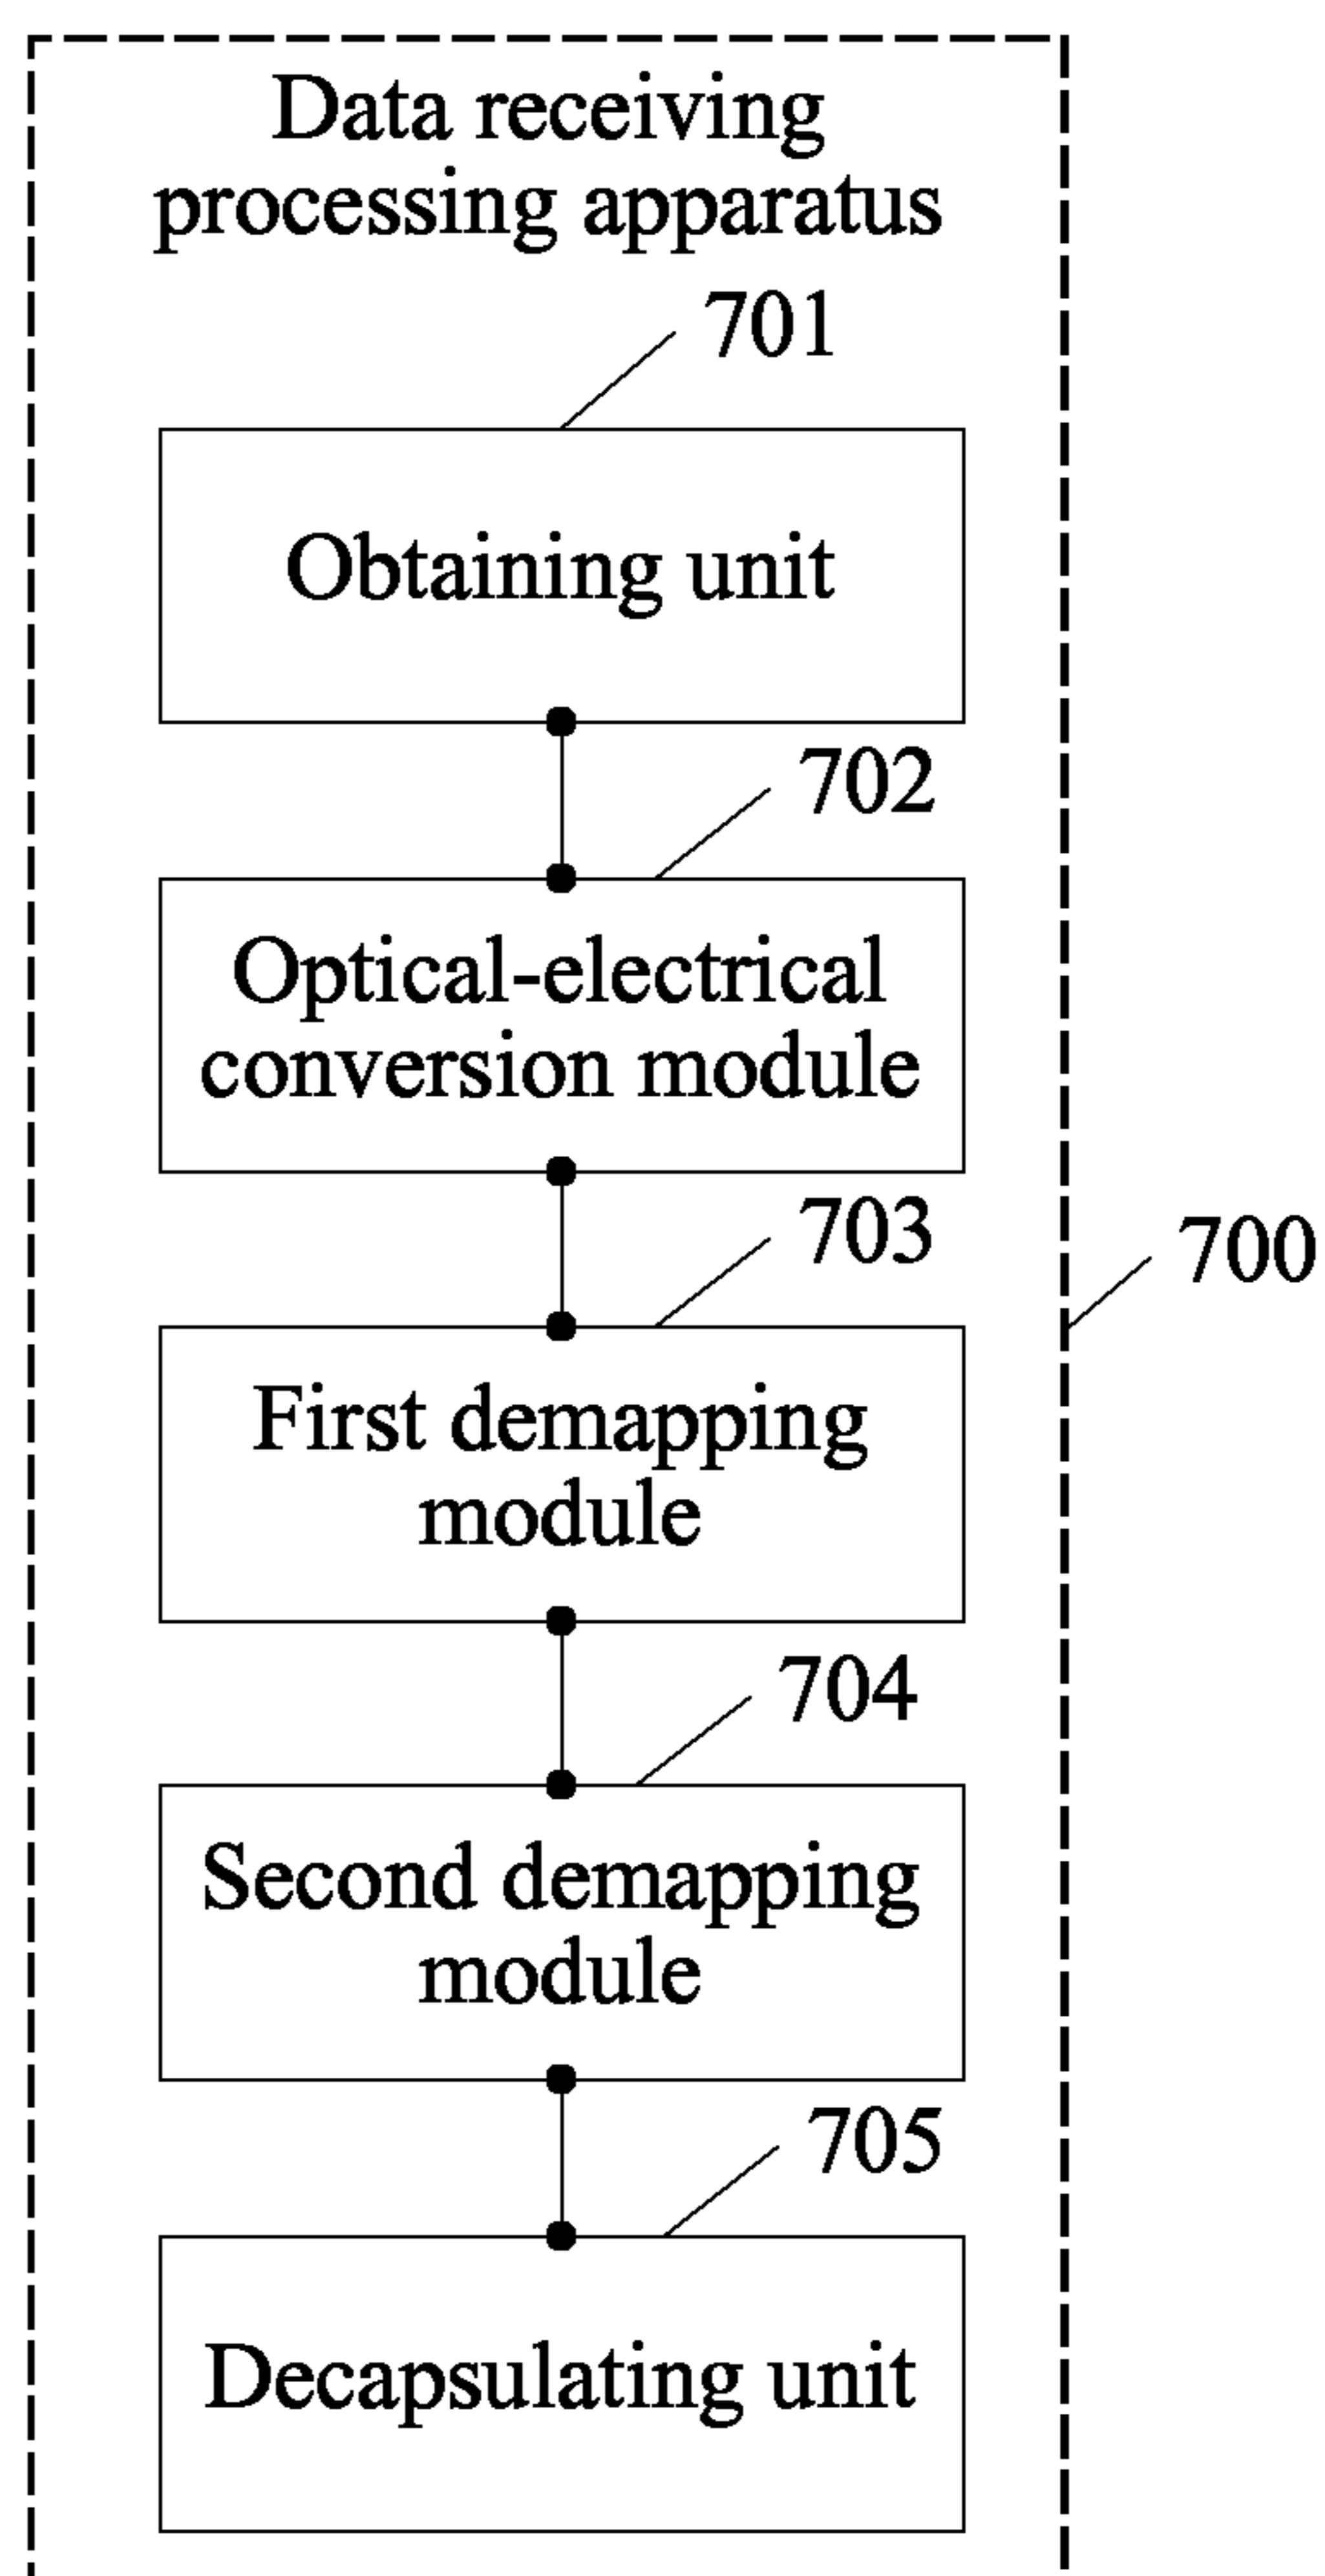 Data receiving
processing apparatus
701
Obtaining unit
702
Optical-electrical
conversion module
703
700
First demapping
module
704
Second demapping
module
705
Decapsulating unit